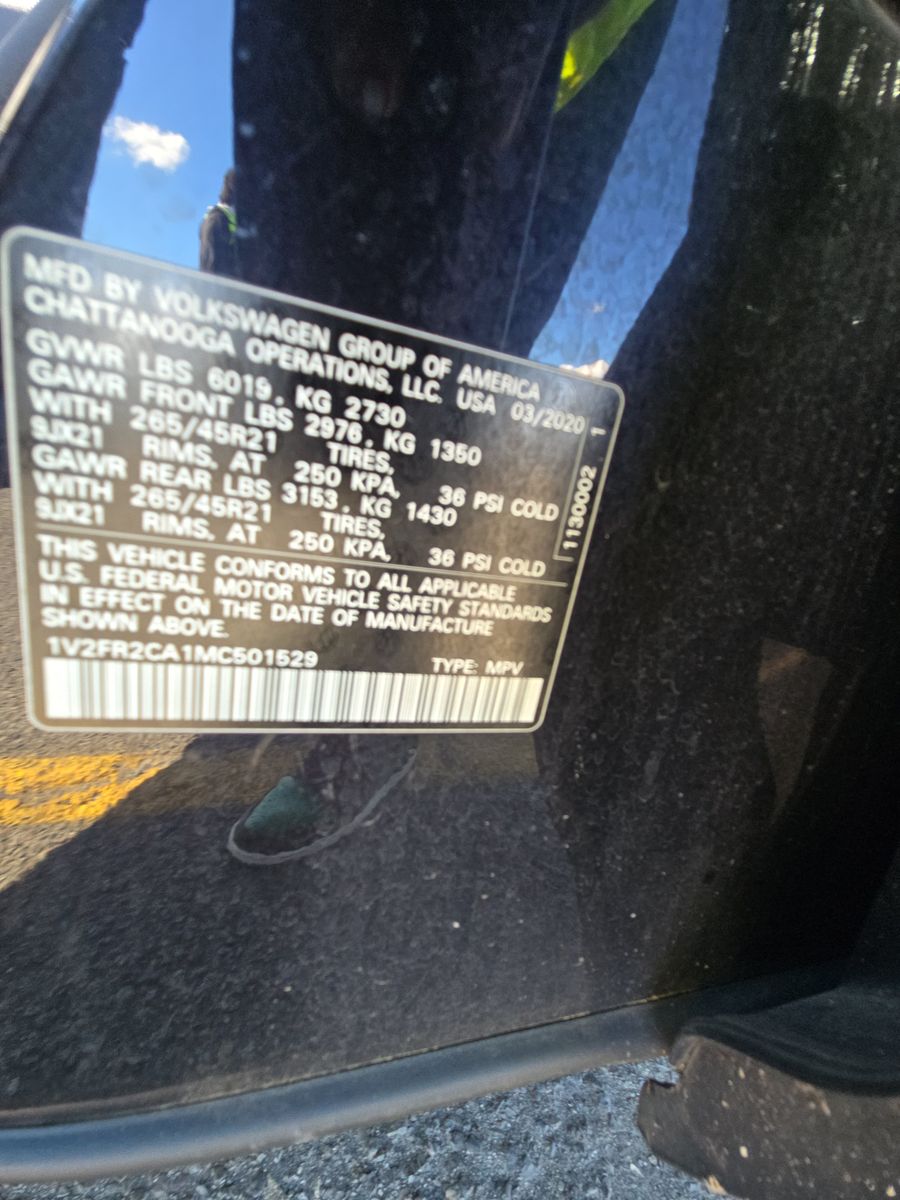 MFD BY VOLKSWAGEN GROUP OF AMERICA
CHATTANOOGA OPERATIONS, LLC. USA 03/2020
GVWR LBS 6019, KG 2730
GAWR FRONT LBS 2976, KG 1350
WITH 265/45R21 TIRES,
9JX21 RIMS, AT 250 KPA, 36 PSI COLD
GAWR REAR LBS 3153, KG 1430
WITH 265/45R21 TIRES,
9JX21 RIMS, AT 250 KPA, 36 PSI COLD
1130002 1
THIS VEHICLE CONFORMS TO ALL APPLICABLE
U.S. FEDERAL MOTOR VEHICLE SAFETY STANDARDS
IN EFFECT ON THE DATE OF MANUFACTURE
SHOWN ABOVE.
1V2FR2CA1MC501529 TYPE: MPV